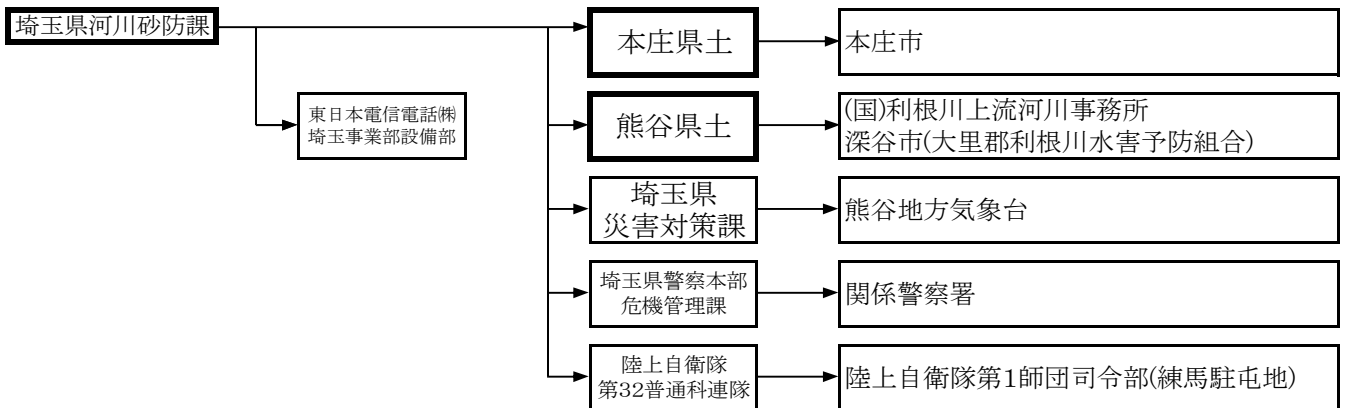 埼玉県河川砂防課
本庄県土
本庄市
東日本電信電話㈱
埼玉事業部設備部
熊谷県土
(国)利根川上流河川事務所
深谷市(大里郡利根川水害予防組合)
埼玉県
災害対策課
熊谷地方気象台
埼玉県警察本部
危機管理課
関係警察署
陸上自衛隊
第32普通科連隊
陸上自衛隊第1師団司令部(練馬駐屯地)